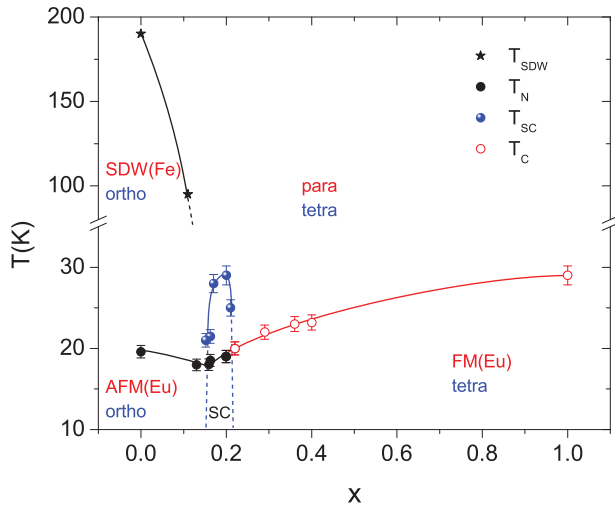 200
150
100
30
20
10
T(K)
T_SDW
T_N
T_SC
T_C
SDW(Fe)
ortho
para
tetra
AFM(Eu)
ortho
SC
FM(Eu)
tetra
0.0 0.2 0.4 0.6 0.8 1.0
x